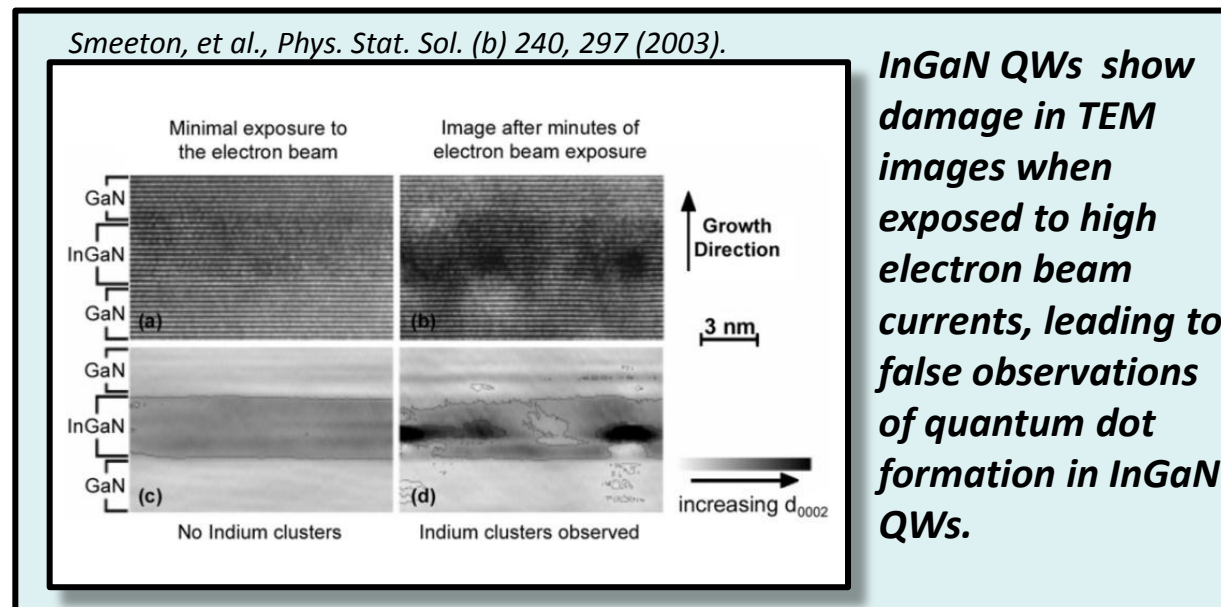 Smeeton, et al., Phys. Stat. Sol. (b) 240, 297 (2003).
Minimal exposure to
the electron beam
Image after minutes of
electron beam exposure
GaN
InGaN
GaN
(a)
(b)
Growth
Direction
3 nm
GaN
InGaN
GaN
(c)
(d)
increasing d0002
No Indium clusters
Indium clusters observed
InGaN QWs show
damage in TEM
images when
exposed to high
electron beam
currents, leading to
false observations
of quantum dot
formation in InGaN
QWs.